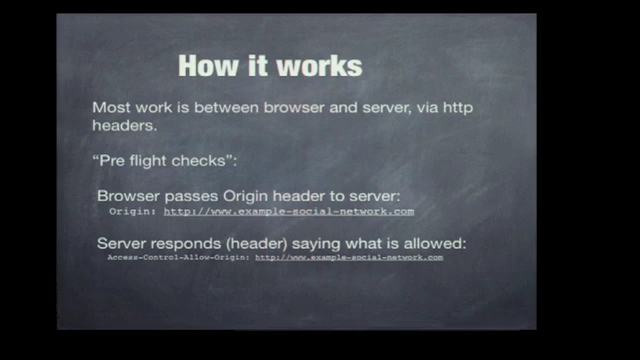 How it works
Most work is between browser and server, via http
headers.
“Pre flight checks”:
Browser passes Origin header to server:
Origin: http://www.example-social-network.com
Server responds (header) saying what is allowed:
Access-Control-Allow-Origin: http://www.example-social-network.com